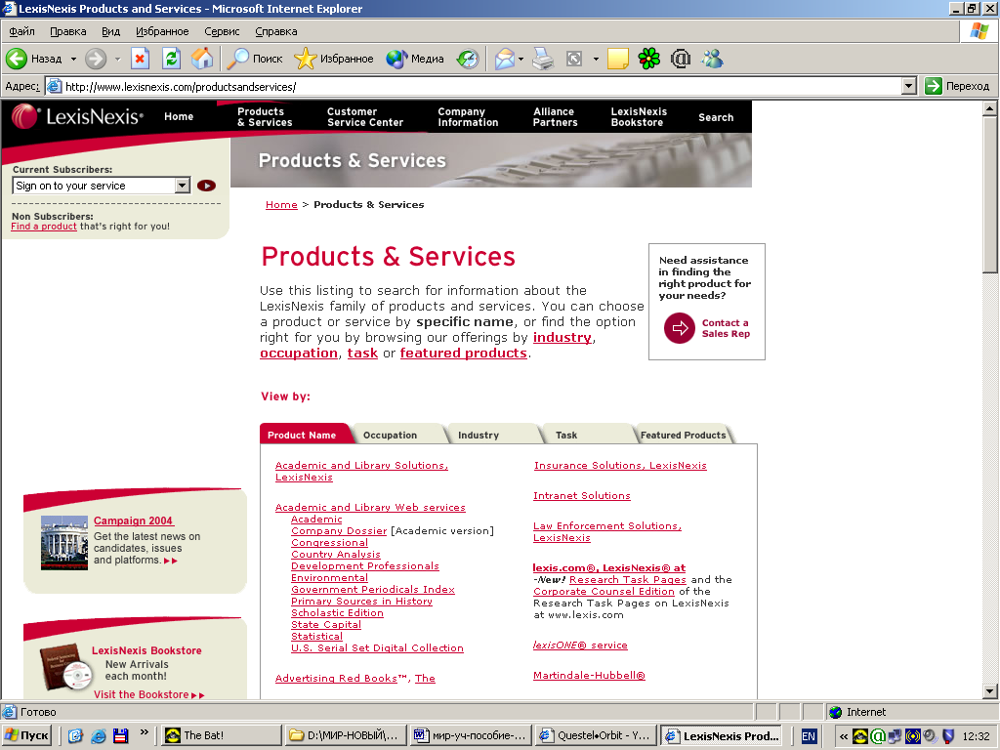 LexisNexis Products and Services - Microsoft Internet Explorer
Файл Правка Вид Избранное Сервис Справка
Назад Поиск Избранное Медиа
Адрес: http://www.lexisnexis.com/productsandservices/ Переход
LexisNexis® Home Products & Services Customer Service Center Company Information Alliance Partners LexisNexis Bookstore Search
Products & Services
Current Subscribers:
Sign on to your service
Non Subscribers:
Find a product that's right for you!
Home > Products & Services
Products & Services
Use this listing to search for information about the
LexisNexis family of products and services. You can choose
a product or service by specific name, or find the option
right for you by browsing our offerings by industry,
occupation, task or featured products.
Need assistance
in finding the
right product for
your needs?
Contact a
Sales Rep
View by:
Product Name Occupation Industry Task Featured Products
Academic and Library Solutions,
LexisNexis
Academic and Library Web services
Academic
Company Dossier [Academic version]
Congressional
Country Analysis
Development Professionals
Environmental
Government Periodicals Index
Primary Sources in History
Scholastic Edition
State Capital
Statistical
U.S. Serial Set Digital Collection
Advertising Red Books™, The
Insurance Solutions, LexisNexis
Intranet Solutions
Law Enforcement Solutions,
LexisNexis
lexis.com®, LexisNexis® at
-New! Research Task Pages and the
Corporate Counsel Edition of the
Research Task Pages on LexisNexis
at www.lexis.com
lexisONE® service
Martindale-Hubbell®
Campaign 2004
Get the latest news on
candidates, issues
and platforms.
LexisNexis Bookstore
New Arrivals
each month!
Visit the Bookstore
Готово Internet
Пуск » The Bat! D:\МИР-НОВЫЙ\... мир-уч-пособие-... Questel•Orbit - Y... LexisNexis Prod... EN « 12:32